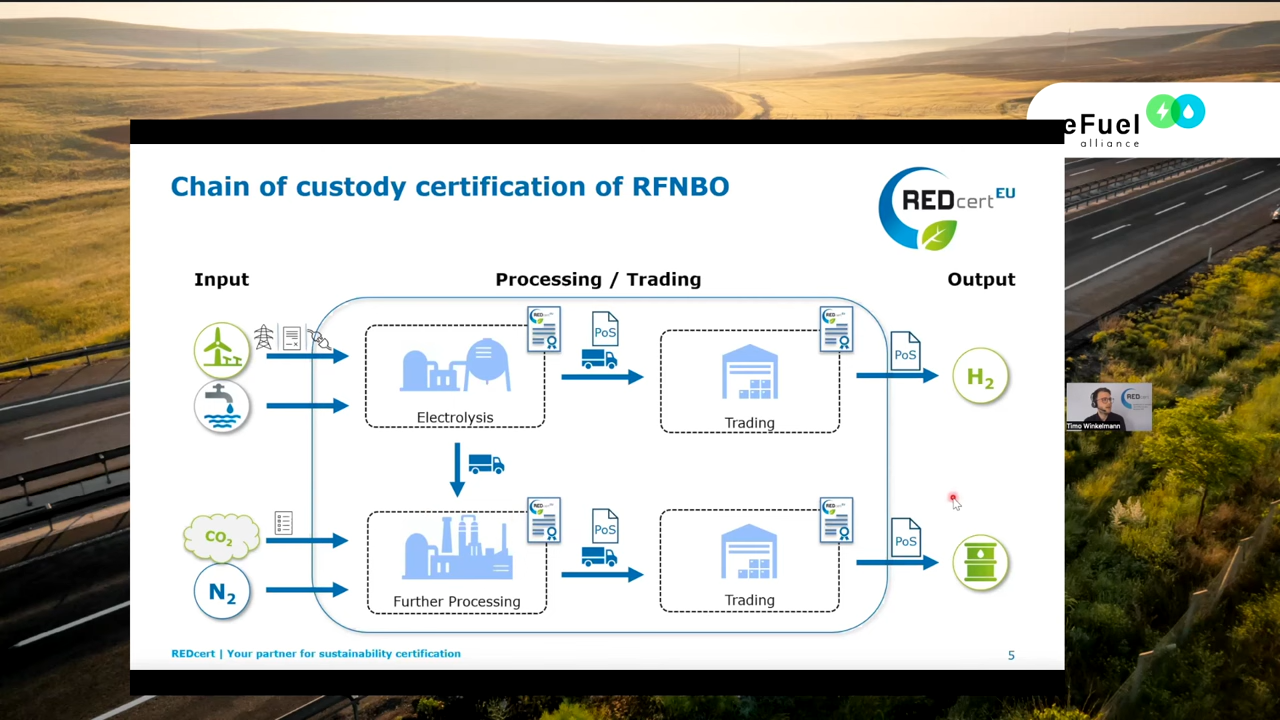 eFuel
alliance
Chain of custody certification of RFNBO
REDcert EU
Input
Processing / Trading
Output
PoS
PoS
H2
Electrolysis
Trading
Timo Winkelmann
CO2
PoS
PoS
N2
Further Processing
Trading
REDcert | Your partner for sustainability certification
5